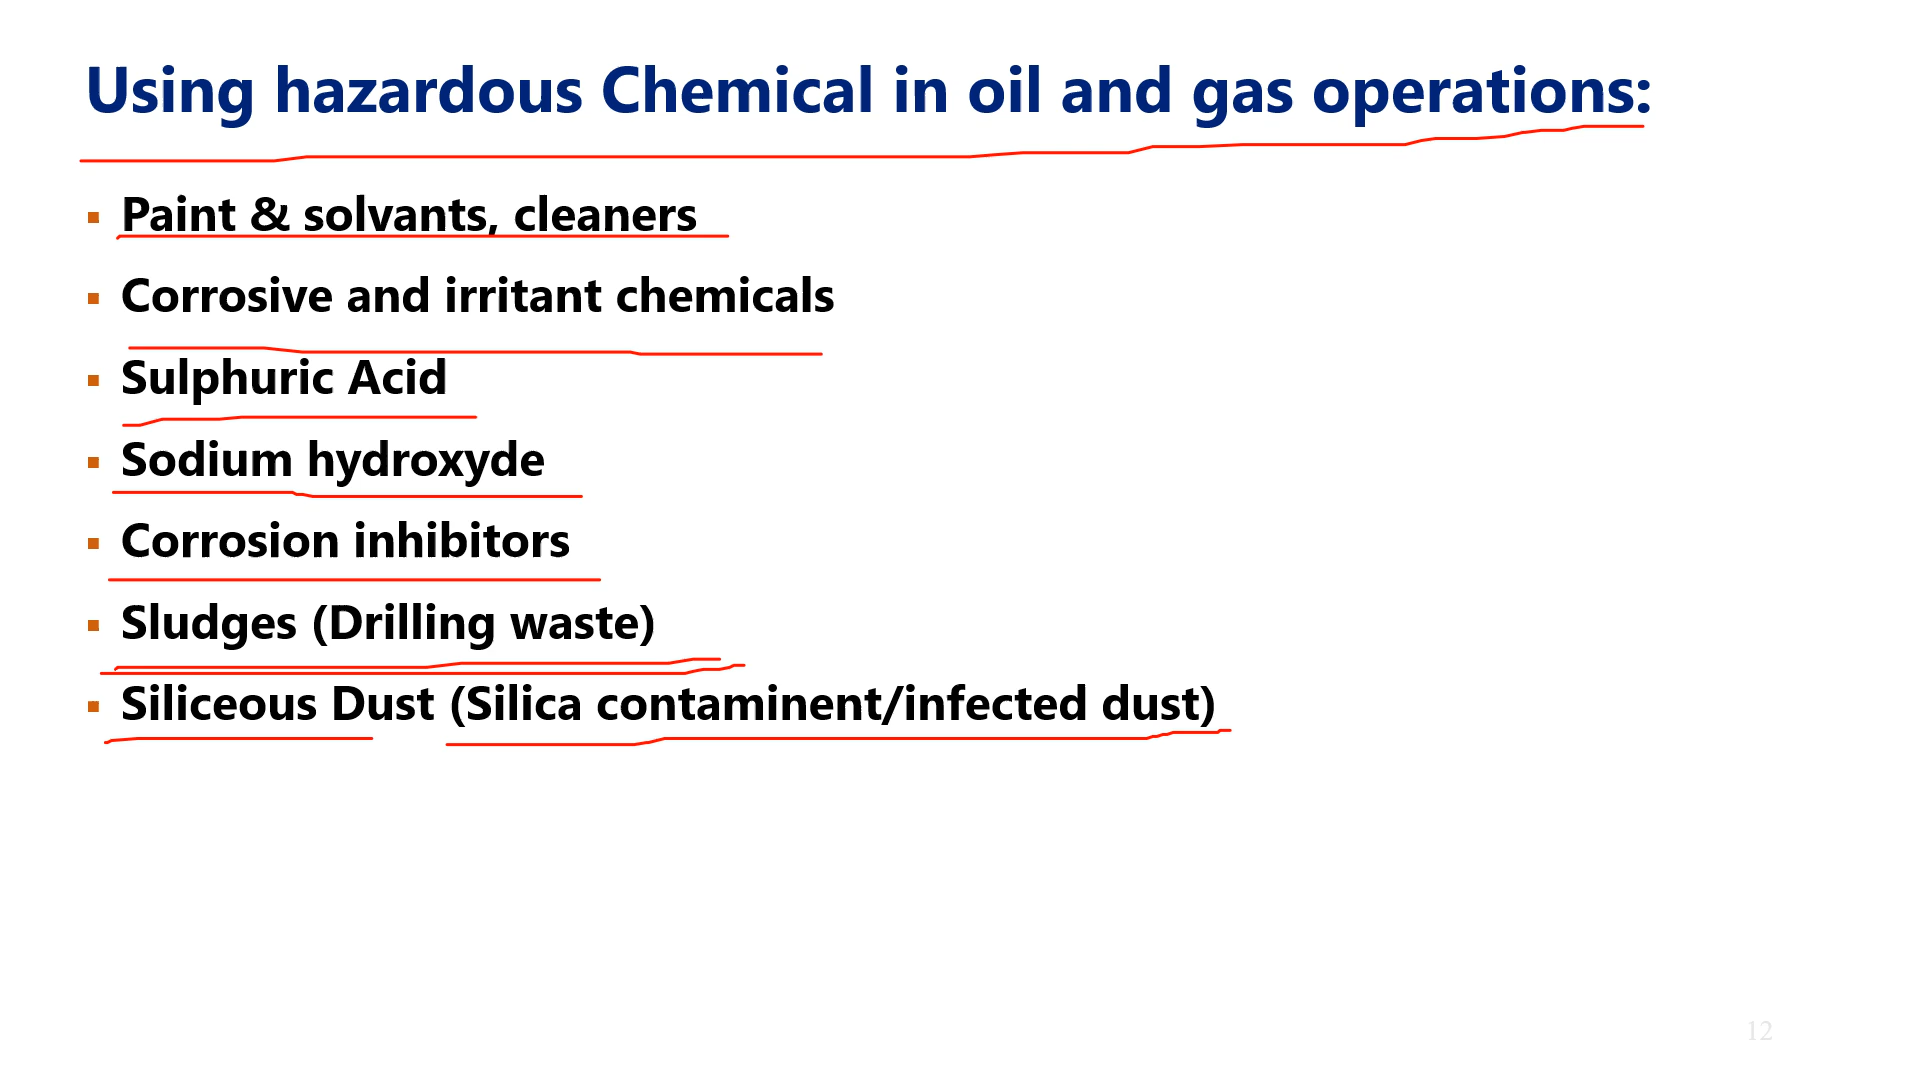 Using hazardous Chemical in oil and gas operations:
▪ Paint & solvants, cleaners
▪ Corrosive and irritant chemicals
▪ Sulphuric Acid
▪ Sodium hydroxyde
▪ Corrosion inhibitors
▪ Sludges (Drilling waste)
▪ Siliceous Dust (Silica contaminent/infected dust)
12